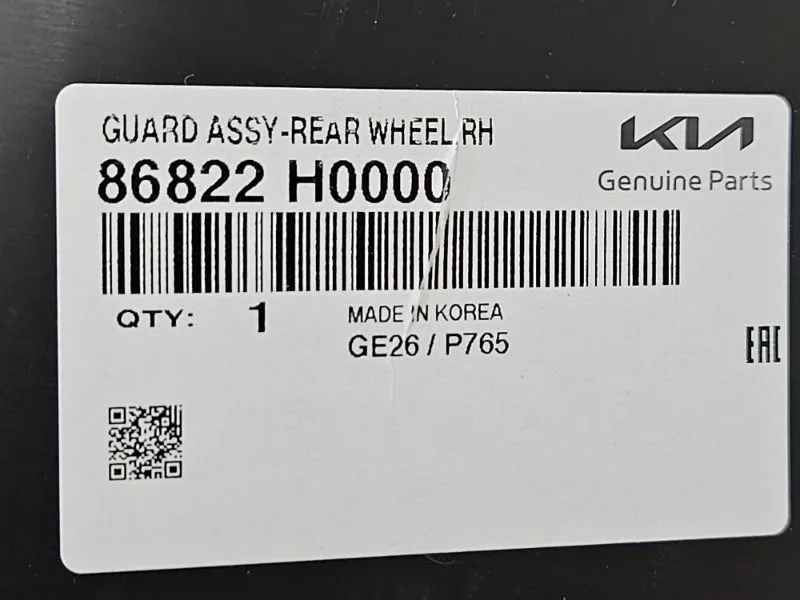 GUARD ASSY-REAR WHEEL,RH
KIA
86822 H0000
Genuine Parts
QTY: 1
MADE IN KOREA
GE26 / P765
EAC